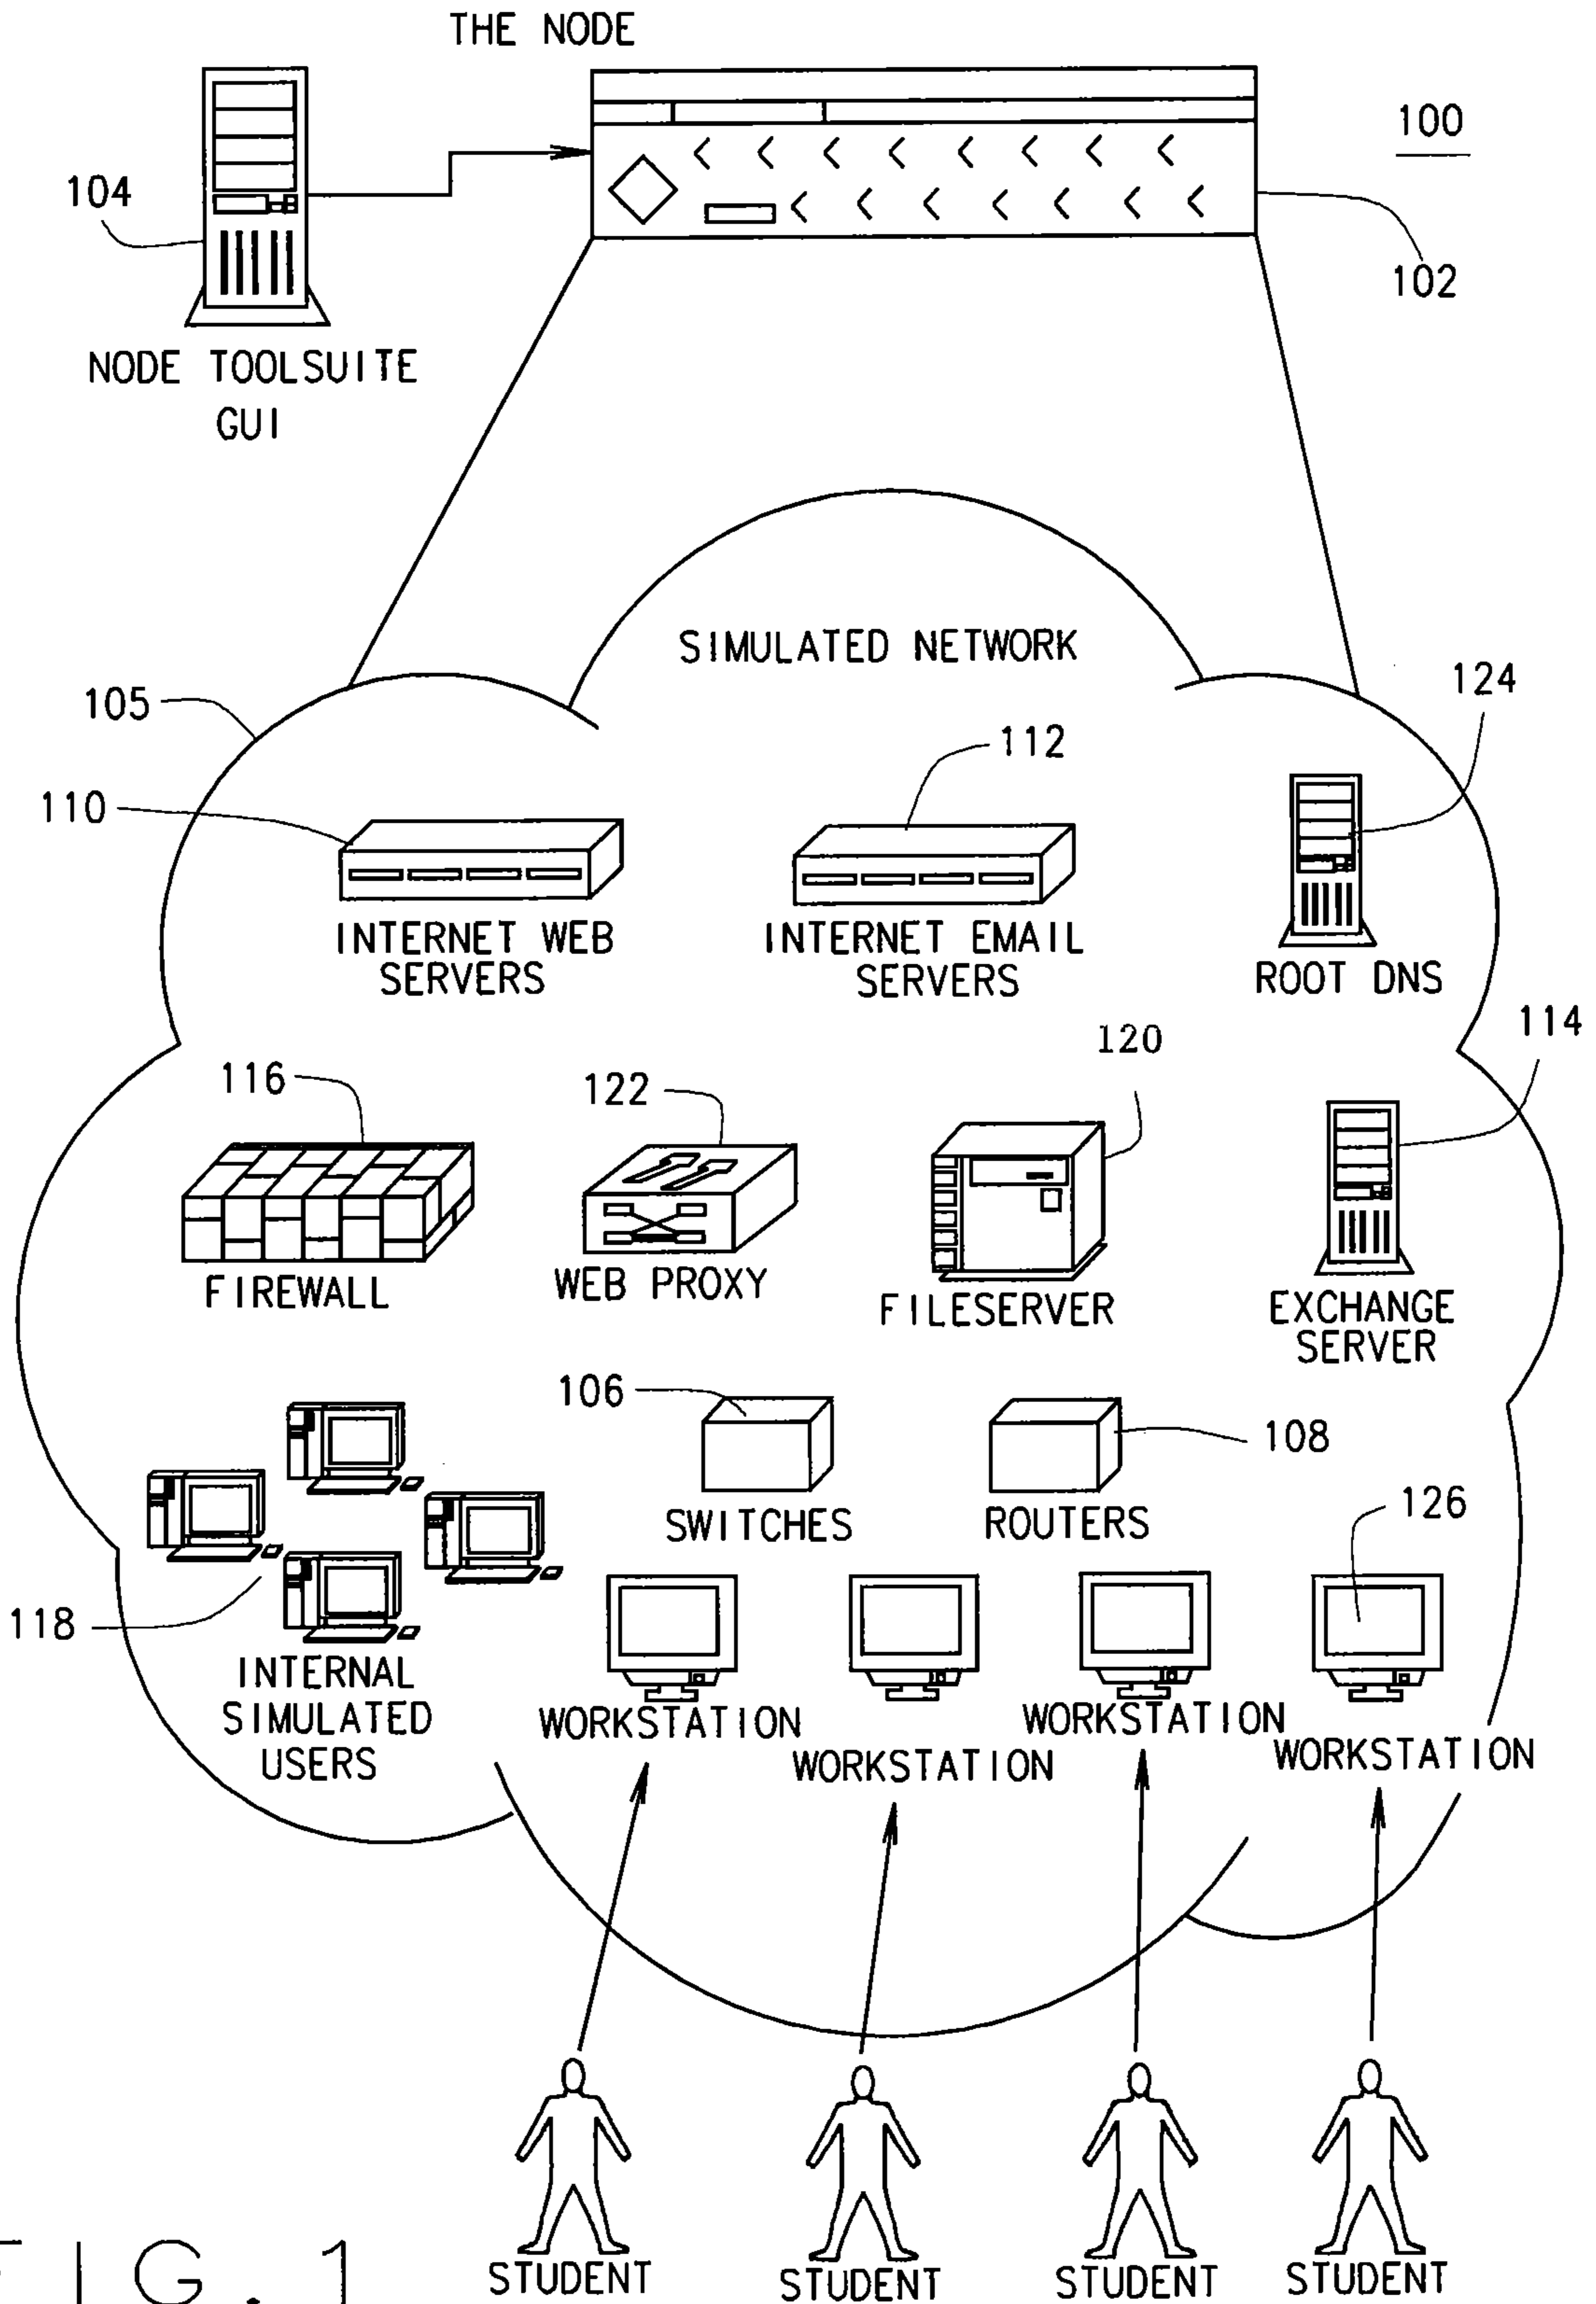 THE NODE
100
104
102
NODE TOOLSUITE
GUI
SIMULATED NETWORK
105
124
110
112
INTERNET WEB
SERVERS
INTERNET EMAIL
SERVERS
ROOT DNS
114
116
122
120
FIREWALL
WEB PROXY
FILESERVER
EXCHANGE
SERVER
106
108
SWITCHES
ROUTERS
126
118
INTERNAL
SIMULATED
USERS
WORKSTATION
WORKSTATION
WORKSTATION
WORKSTATION
STUDENT
STUDENT
STUDENT
STUDENT
FIG. 1